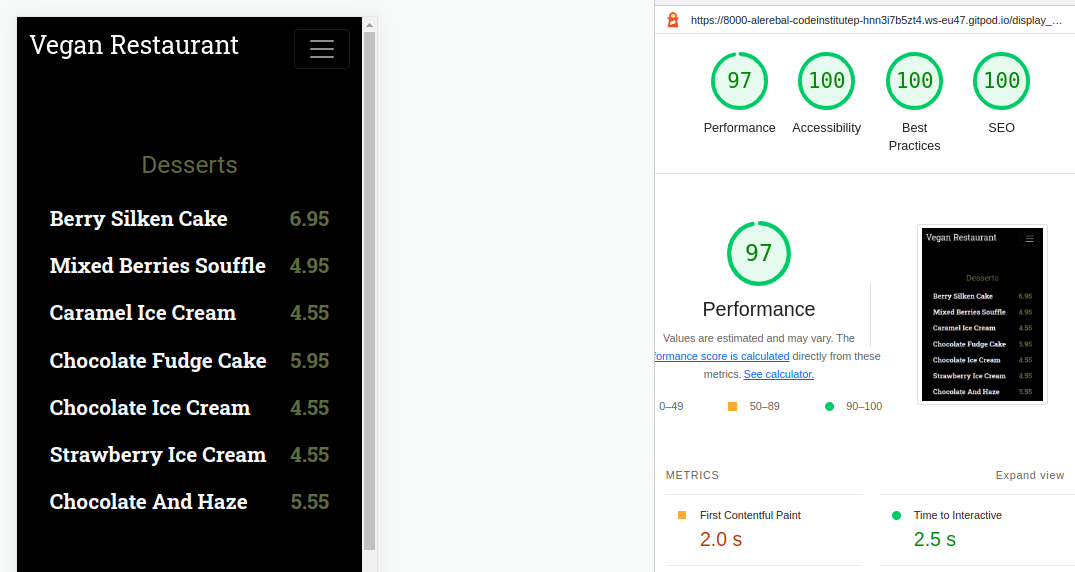 Vegan Restaurant
Desserts
Berry Silken Cake 6.95
Mixed Berries Souffle 4.95
Caramel Ice Cream 4.55
Chocolate Fudge Cake 5.95
Chocolate Ice Cream 4.55
Strawberry Ice Cream 4.55
Chocolate And Haze 5.55
https://8000-alerebal-codeinstitutep-hnn3i7b5zt4.ws-eu47.gitpod.io/display_…
97 100 100 100
Performance Accessibility Best Practices SEO
97
Performance
Values are estimated and may vary. The
formance score is calculated directly from these
metrics. See calculator.
0–49 50–89 90–100
Vegan Restaurant
Desserts
Berry Silken Cake 6.95
Mixed Berries Souffle 4.95
Caramel Ice Cream 4.55
Chocolate Fudge Cake 5.95
Chocolate Ice Cream 4.55
Strawberry Ice Cream 4.55
Chocolate And Haze 5.55
METRICS Expand view
First Contentful Paint Time to Interactive
2.0 s 2.5 s